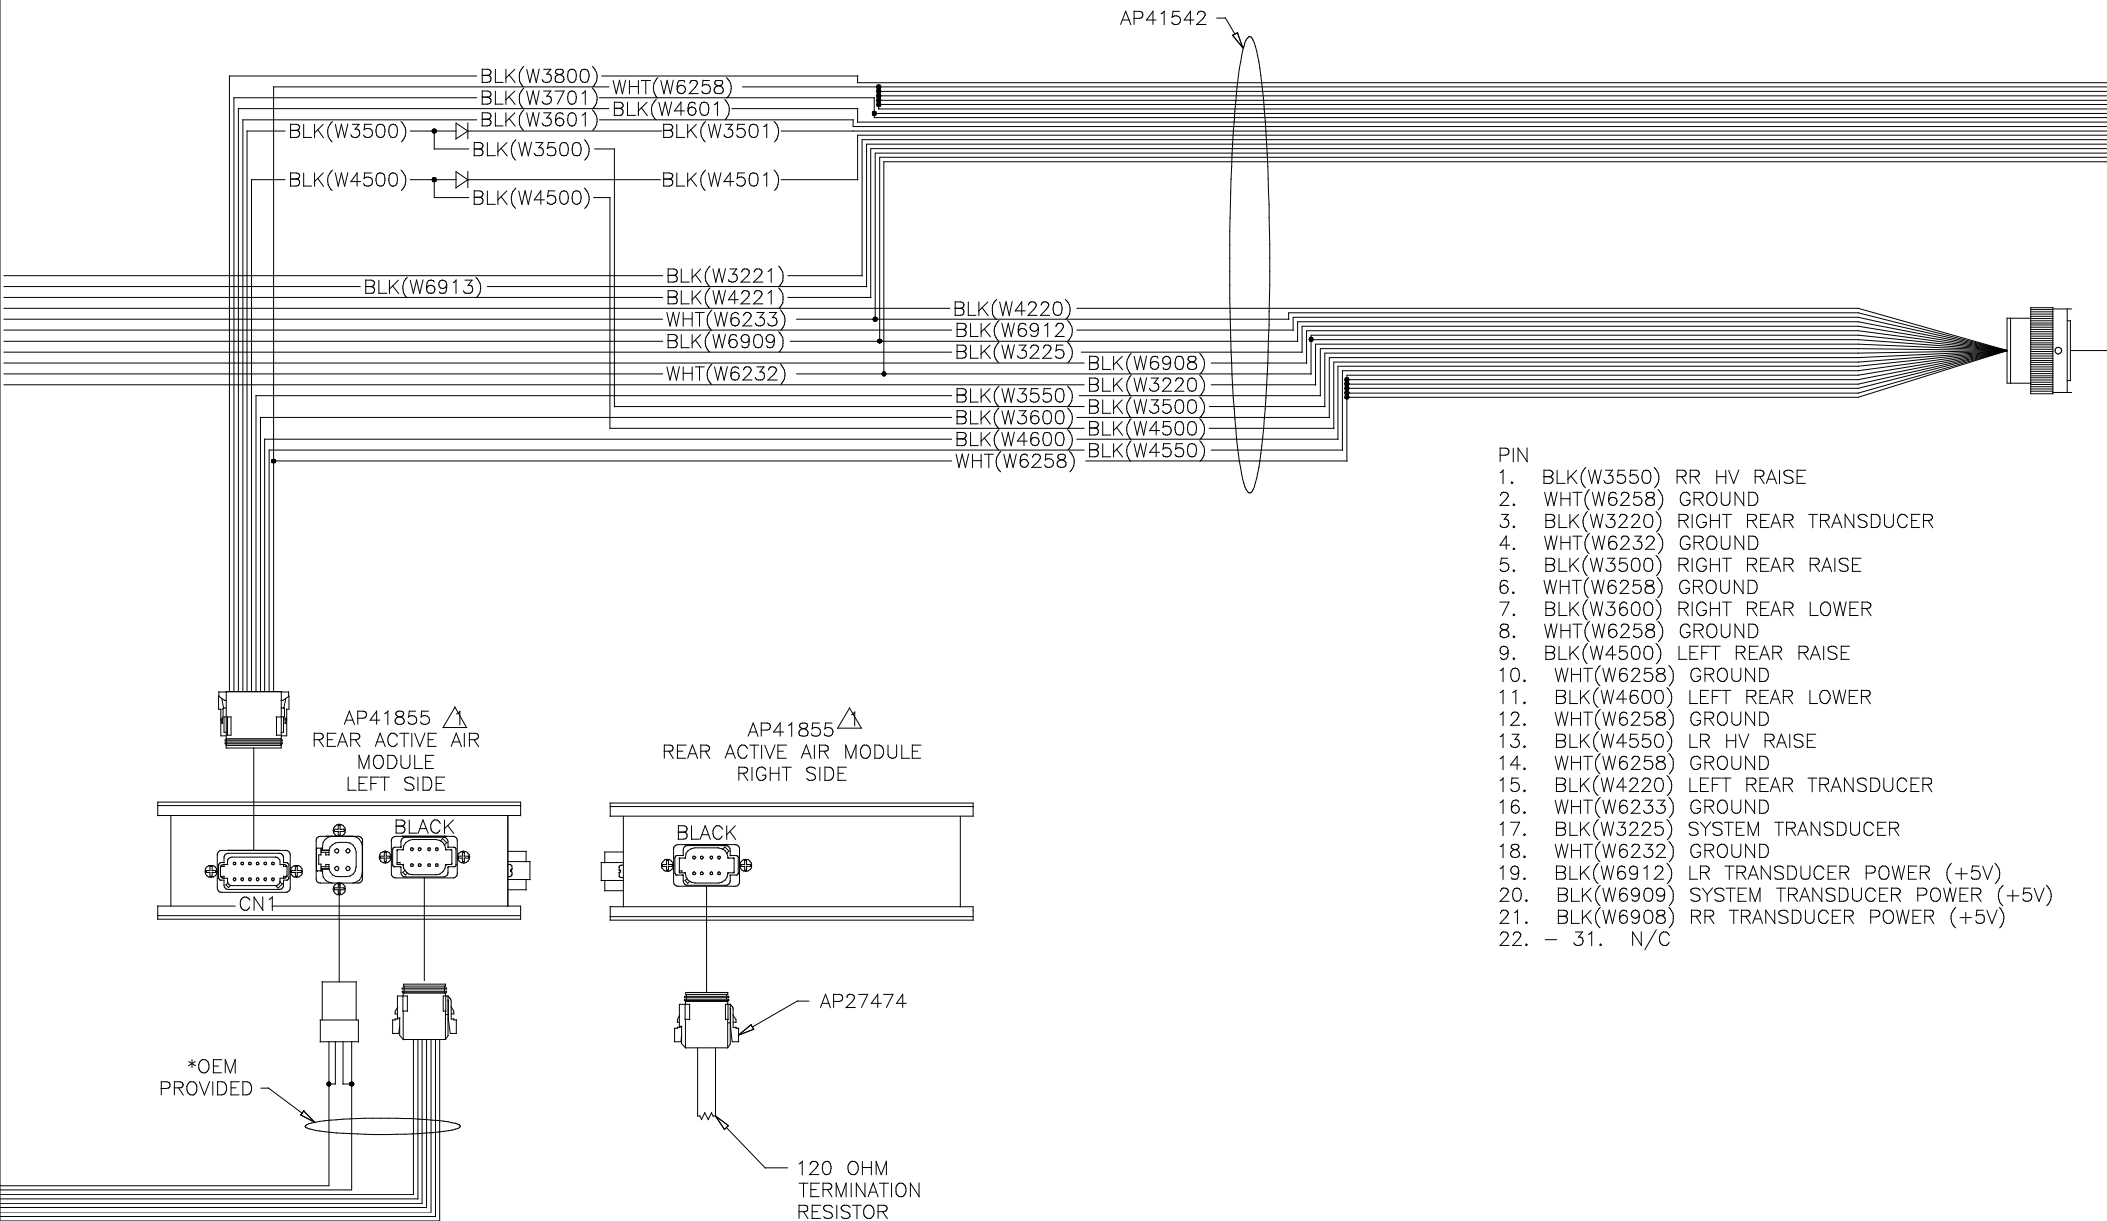 AP41542
BLK(W3800)
WHT(W6258)
BLK(W3701)
BLK(W4601)
BLK(W3601)
BLK(W3500)
BLK(W3501)
BLK(W3500)
BLK(W4500)
BLK(W4501)
BLK(W4500)
BLK(W3221)
BLK(W6913)
BLK(W4221)
BLK(W4220)
WHT(W6233)
BLK(W6912)
BLK(W6909)
BLK(W3225)
BLK(W6908)
WHT(W6232)
BLK(W3220)
BLK(W3550)
BLK(W3500)
BLK(W3600)
BLK(W4500)
BLK(W4600)
BLK(W4550)
WHT(W6258)
PIN
1. BLK(W3550) RR HV RAISE
2. WHT(W6258) GROUND
3. BLK(W3220) RIGHT REAR TRANSDUCER
4. WHT(W6232) GROUND
5. BLK(W3500) RIGHT REAR RAISE
6. WHT(W6258) GROUND
7. BLK(W3600) RIGHT REAR LOWER
8. WHT(W6258) GROUND
9. BLK(W4500) LEFT REAR RAISE
10. WHT(W6258) GROUND
11. BLK(W4600) LEFT REAR LOWER
12. WHT(W6258) GROUND
13. BLK(W4550) LR HV RAISE
14. WHT(W6258) GROUND
15. BLK(W4220) LEFT REAR TRANSDUCER
16. WHT(W6233) GROUND
17. BLK(W3225) SYSTEM TRANSDUCER
18. WHT(W6232) GROUND
19. BLK(W6912) LR TRANSDUCER POWER (+5V)
20. BLK(W6909) SYSTEM TRANSDUCER POWER (+5V)
21. BLK(W6908) RR TRANSDUCER POWER (+5V)
22. – 31. N/C
AP41855 1
REAR ACTIVE AIR
MODULE
LEFT SIDE
AP41855 1
REAR ACTIVE AIR MODULE
RIGHT SIDE
BLACK
CN1
BLACK
AP27474
*OEM
PROVIDED
120 OHM
TERMINATION
RESISTOR